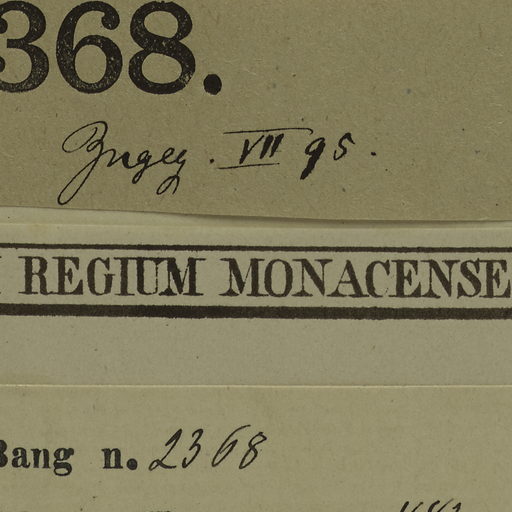 368.
VII 95.
REGIUM MONACENSE
Bang n. 2368